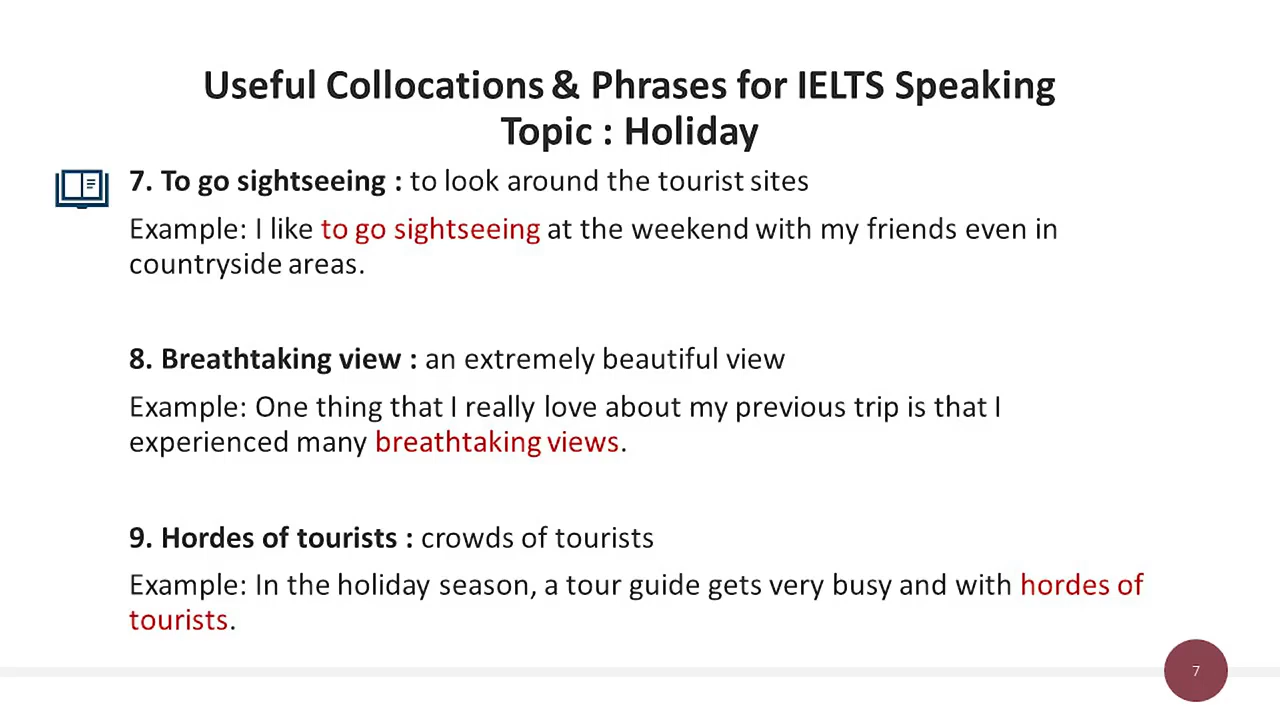 Useful Collocations & Phrases for IELTS Speaking
Topic : Holiday
7. To go sightseeing : to look around the tourist sites
Example: I like to go sightseeing at the weekend with my friends even in
countryside areas.
8. Breathtaking view : an extremely beautiful view
Example: One thing that I really love about my previous trip is that I
experienced many breathtaking views.
9. Hordes of tourists : crowds of tourists
Example: In the holiday season, a tour guide gets very busy and with hordes of
tourists.
7